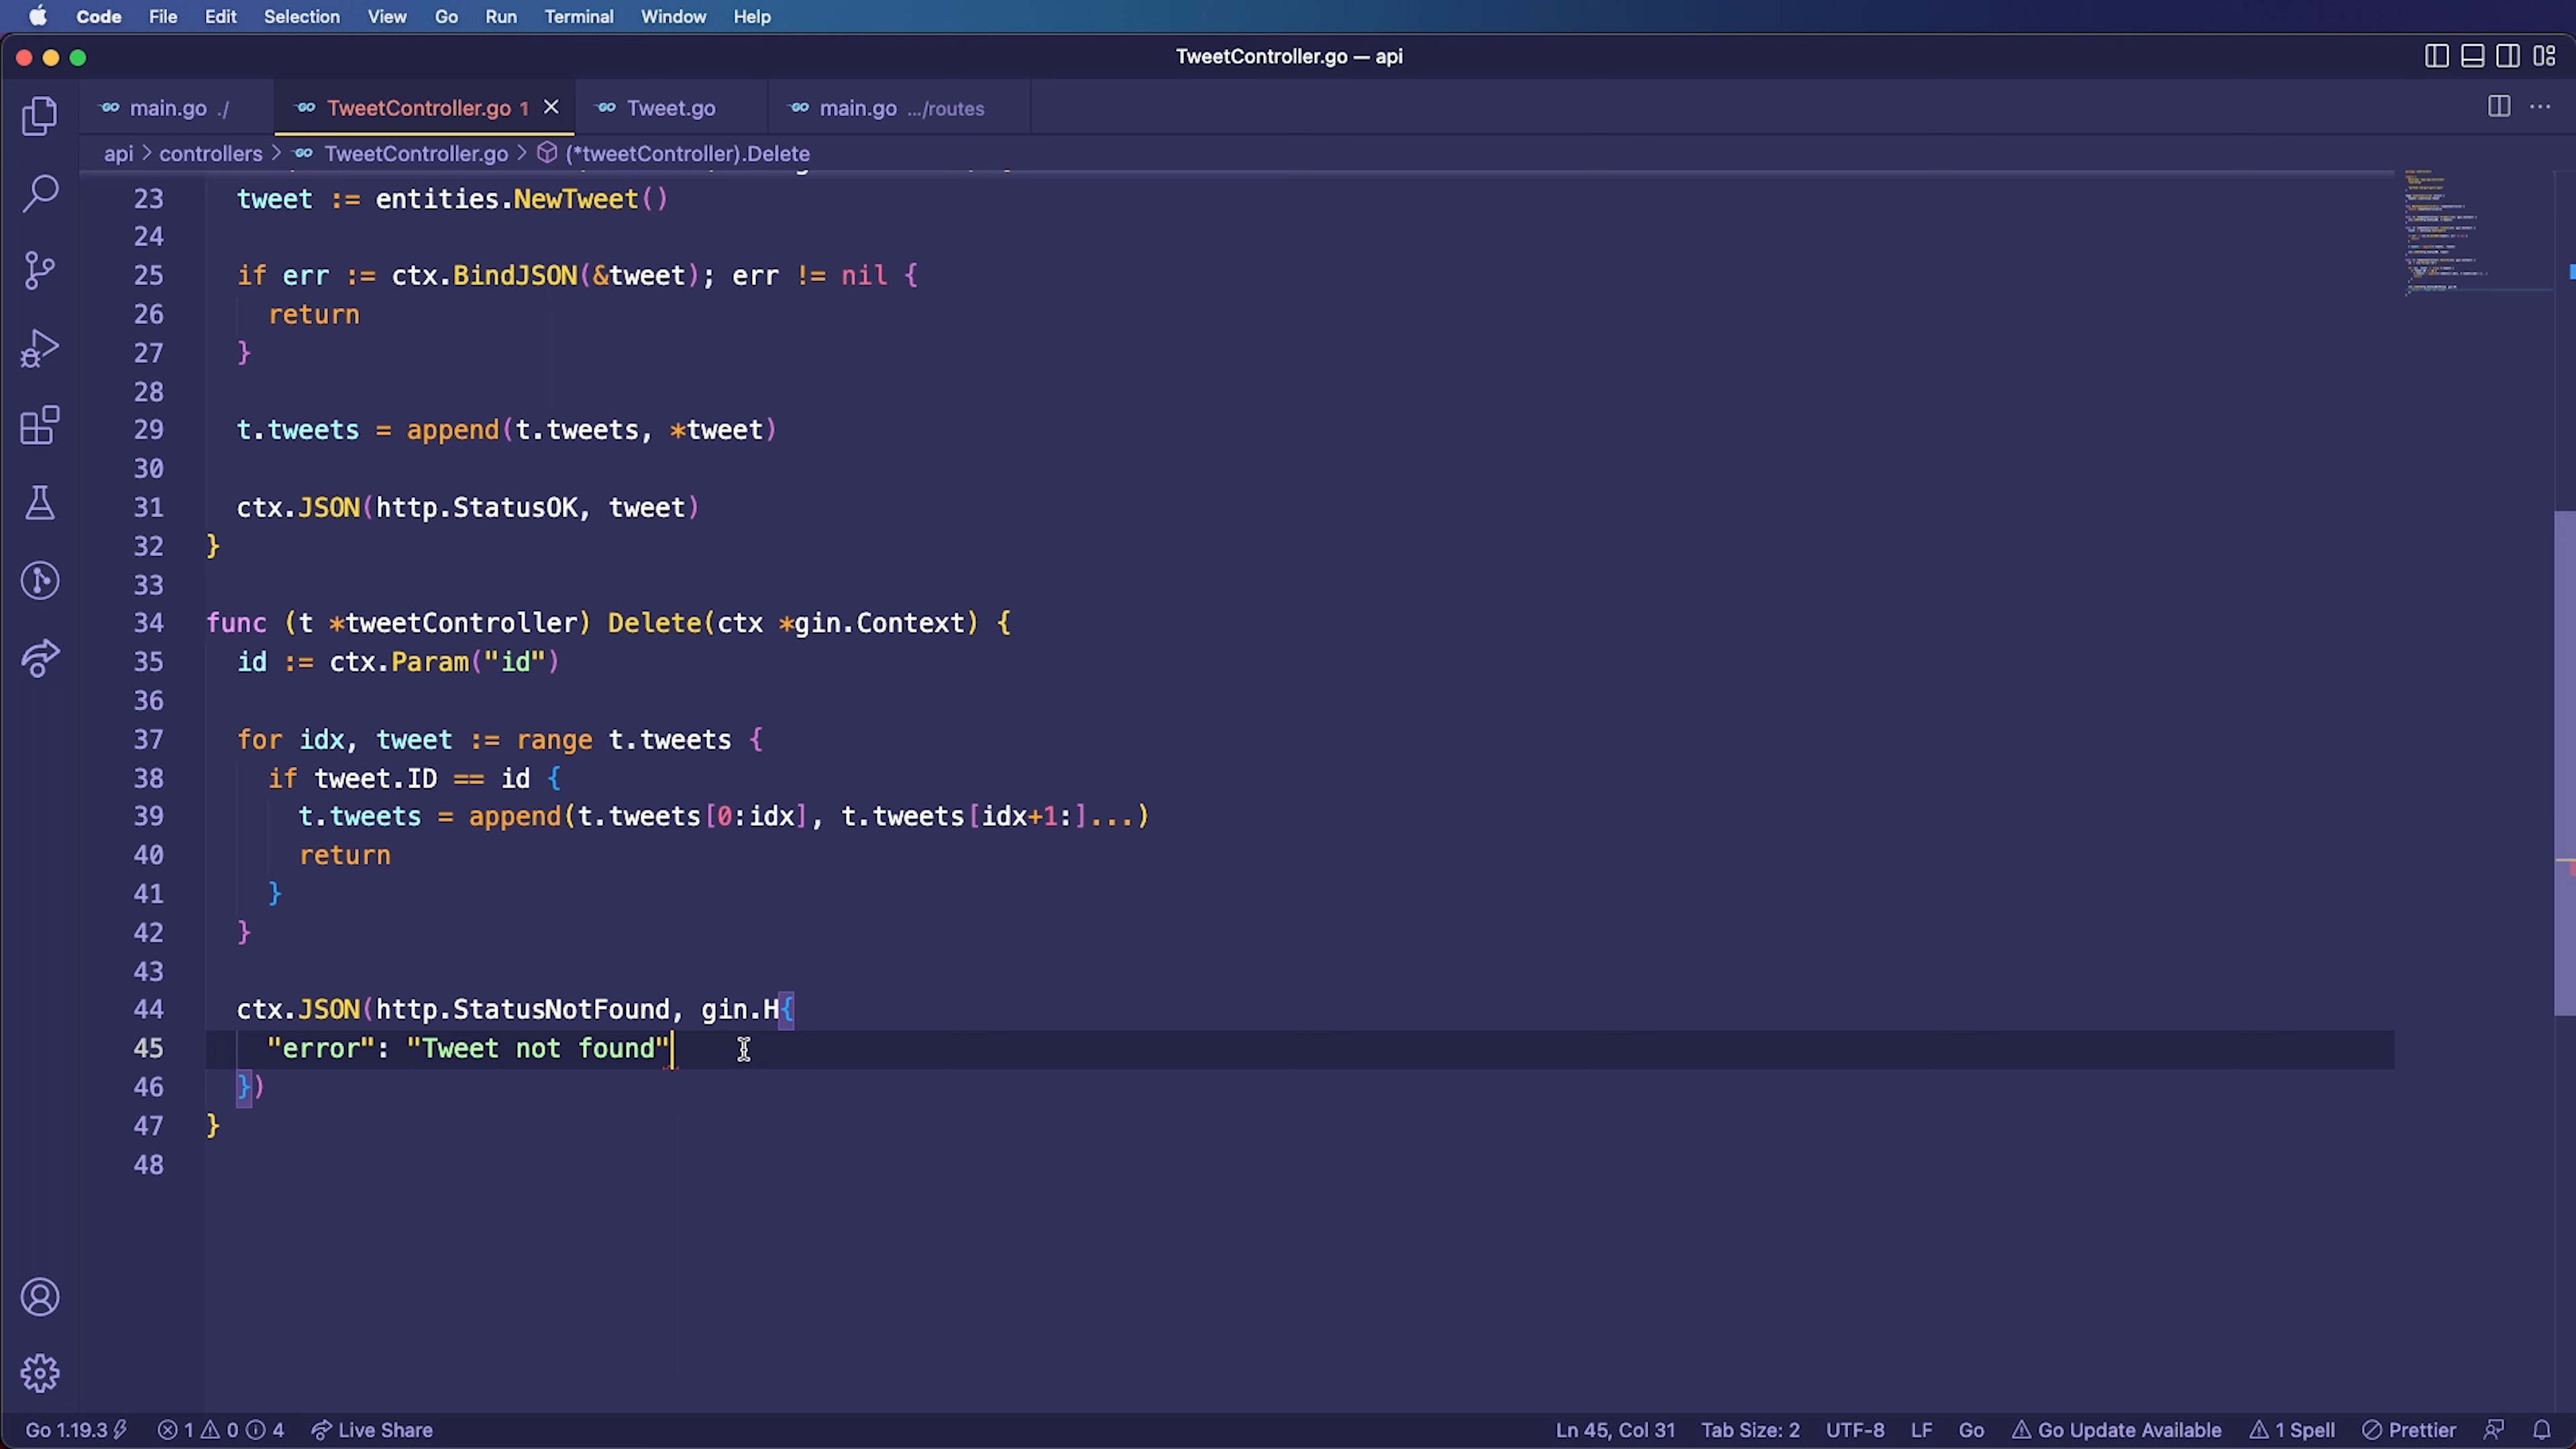 Code File Edit Selection View Go Run Terminal Window Help
TweetController.go — api
main.go ./ TweetController.go 1 Tweet.go main.go .../routes
api > controllers > TweetController.go > (*tweetController).Delete
23 tweet := entities.NewTweet()
24
25 if err := ctx.BindJSON(&tweet); err != nil {
26 return
27 }
28
29 t.tweets = append(t.tweets, *tweet)
30
31 ctx.JSON(http.StatusOK, tweet)
32 }
33
34 func (t *tweetController) Delete(ctx *gin.Context) {
35 id := ctx.Param("id")
36
37 for idx, tweet := range t.tweets {
38 if tweet.ID == id {
39 t.tweets = append(t.tweets[0:idx], t.tweets[idx+1:]...)
40 return
41 }
42 }
43
44 ctx.JSON(http.StatusNotFound, gin.H{
45 "error": "Tweet not found"
46 })
47 }
48
Go 1.19.3 1 0 4 Live Share Ln 45, Col 31 Tab Size: 2 UTF-8 LF Go Go Update Available 1 Spell Prettier